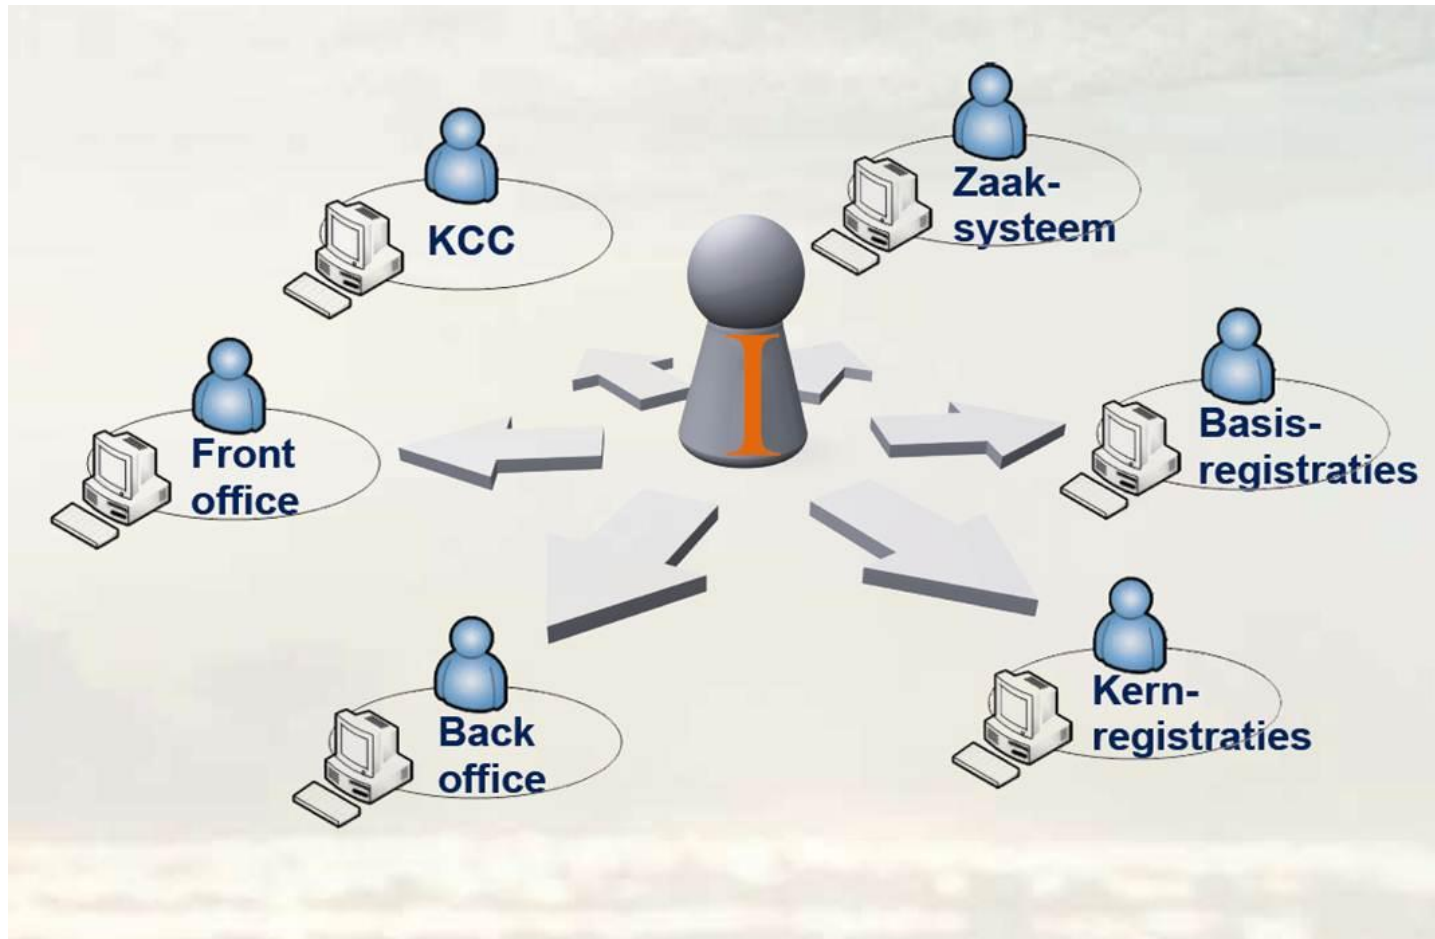 KCC
Zaak-
systeem
I
Front
office
Basis-
registraties
Back
office
Kern-
registraties